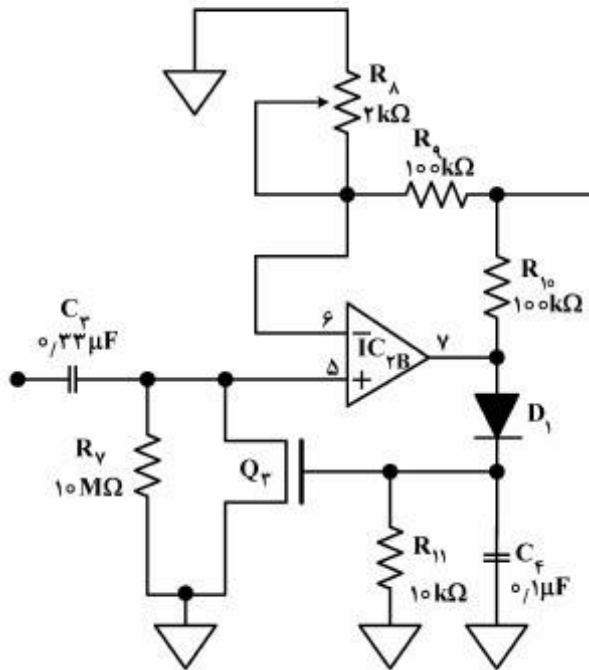 R۸
۲kΩ
R۹
۱۰۰kΩ
R۱۰
۱۰۰kΩ
C۳
۰/۳۳μF
۶
۵
−
+
IC۲B
۷
D۱
R۷
۱۰MΩ
Q۳
R۱۱
۱۰kΩ
C۴
۰/۱μF